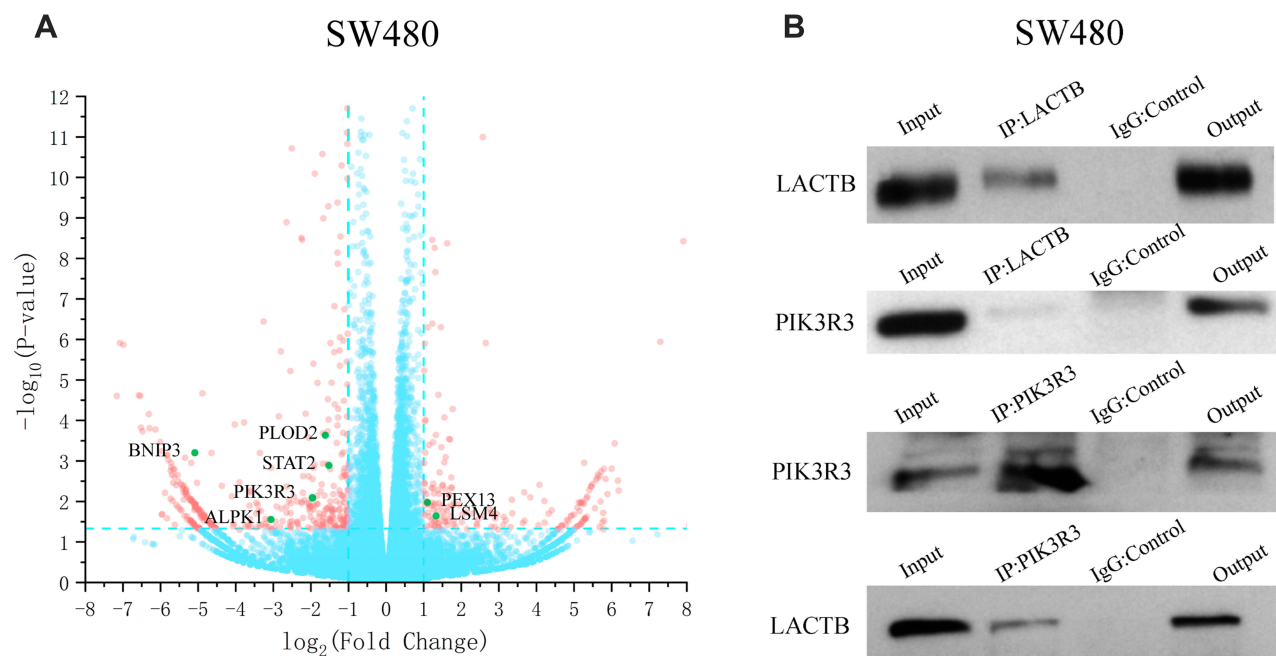 A
SW480
12
11
10
9
8
7
6
5
4
3
2
1
0
-log10(P-value)
PLOD2
BNIP3
STAT2
PIK3R3
ALPK1
PEX13
LSM4
-8 -7 -6 -5 -4 -3 -2 -1 0 1 2 3 4 5 6 7 8
log2(Fold Change)
B
SW480
Input IP:LACTB IgG:Control Output
LACTB
Input IP:LACTB IgG:Control Output
PIK3R3
Input IP:PIK3R3 IgG:Control Output
PIK3R3
Input IP:PIK3R3 IgG:Control Output
LACTB